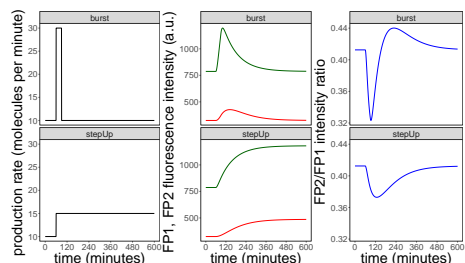 burst
burst
burst
production rate (molecules per minute)
30
25
20
15
10
FP1, FP2 fluorescence intensity (a.u.)
1000
750
500
250
FP2/FP1 intensity ratio
0.44
0.40
0.36
0.32
stepUp
stepUp
stepUp
30
25
20
15
10
1000
750
500
0.44
0.40
0.36
0.32
0 120 240 360 480 600
0 120 240 360 480 600
0 120 240 360 480 600
time (minutes)
time (minutes)
time (minutes)